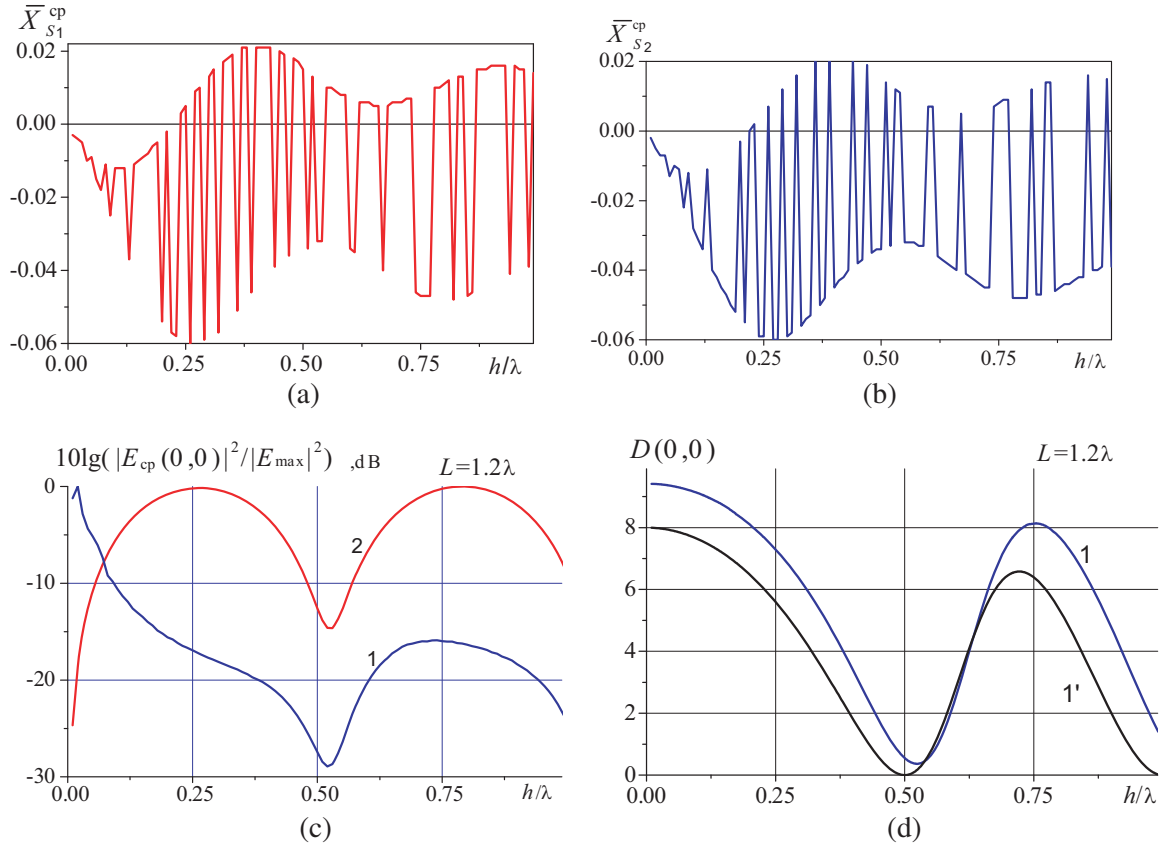 X̅ S1 cp
0.02
0.00
-0.02
-0.04
-0.06
0.00 0.25 0.50 0.75 h/λ
(a)
X̅ S2 cp
0.02
0.00
-0.02
-0.04
-0.06
0.00 0.25 0.50 0.75 h/λ
(b)
10lg( |Ecp(0,0)|²/|Emax|²) ,dB L=1.2λ
0
-10
-20
-30
2
1
0.00 0.25 0.50 0.75 h/λ
(c)
D(0,0) L=1.2λ
8
6
4
2
0
1
1'
0.00 0.25 0.50 0.75 h/λ
(d)